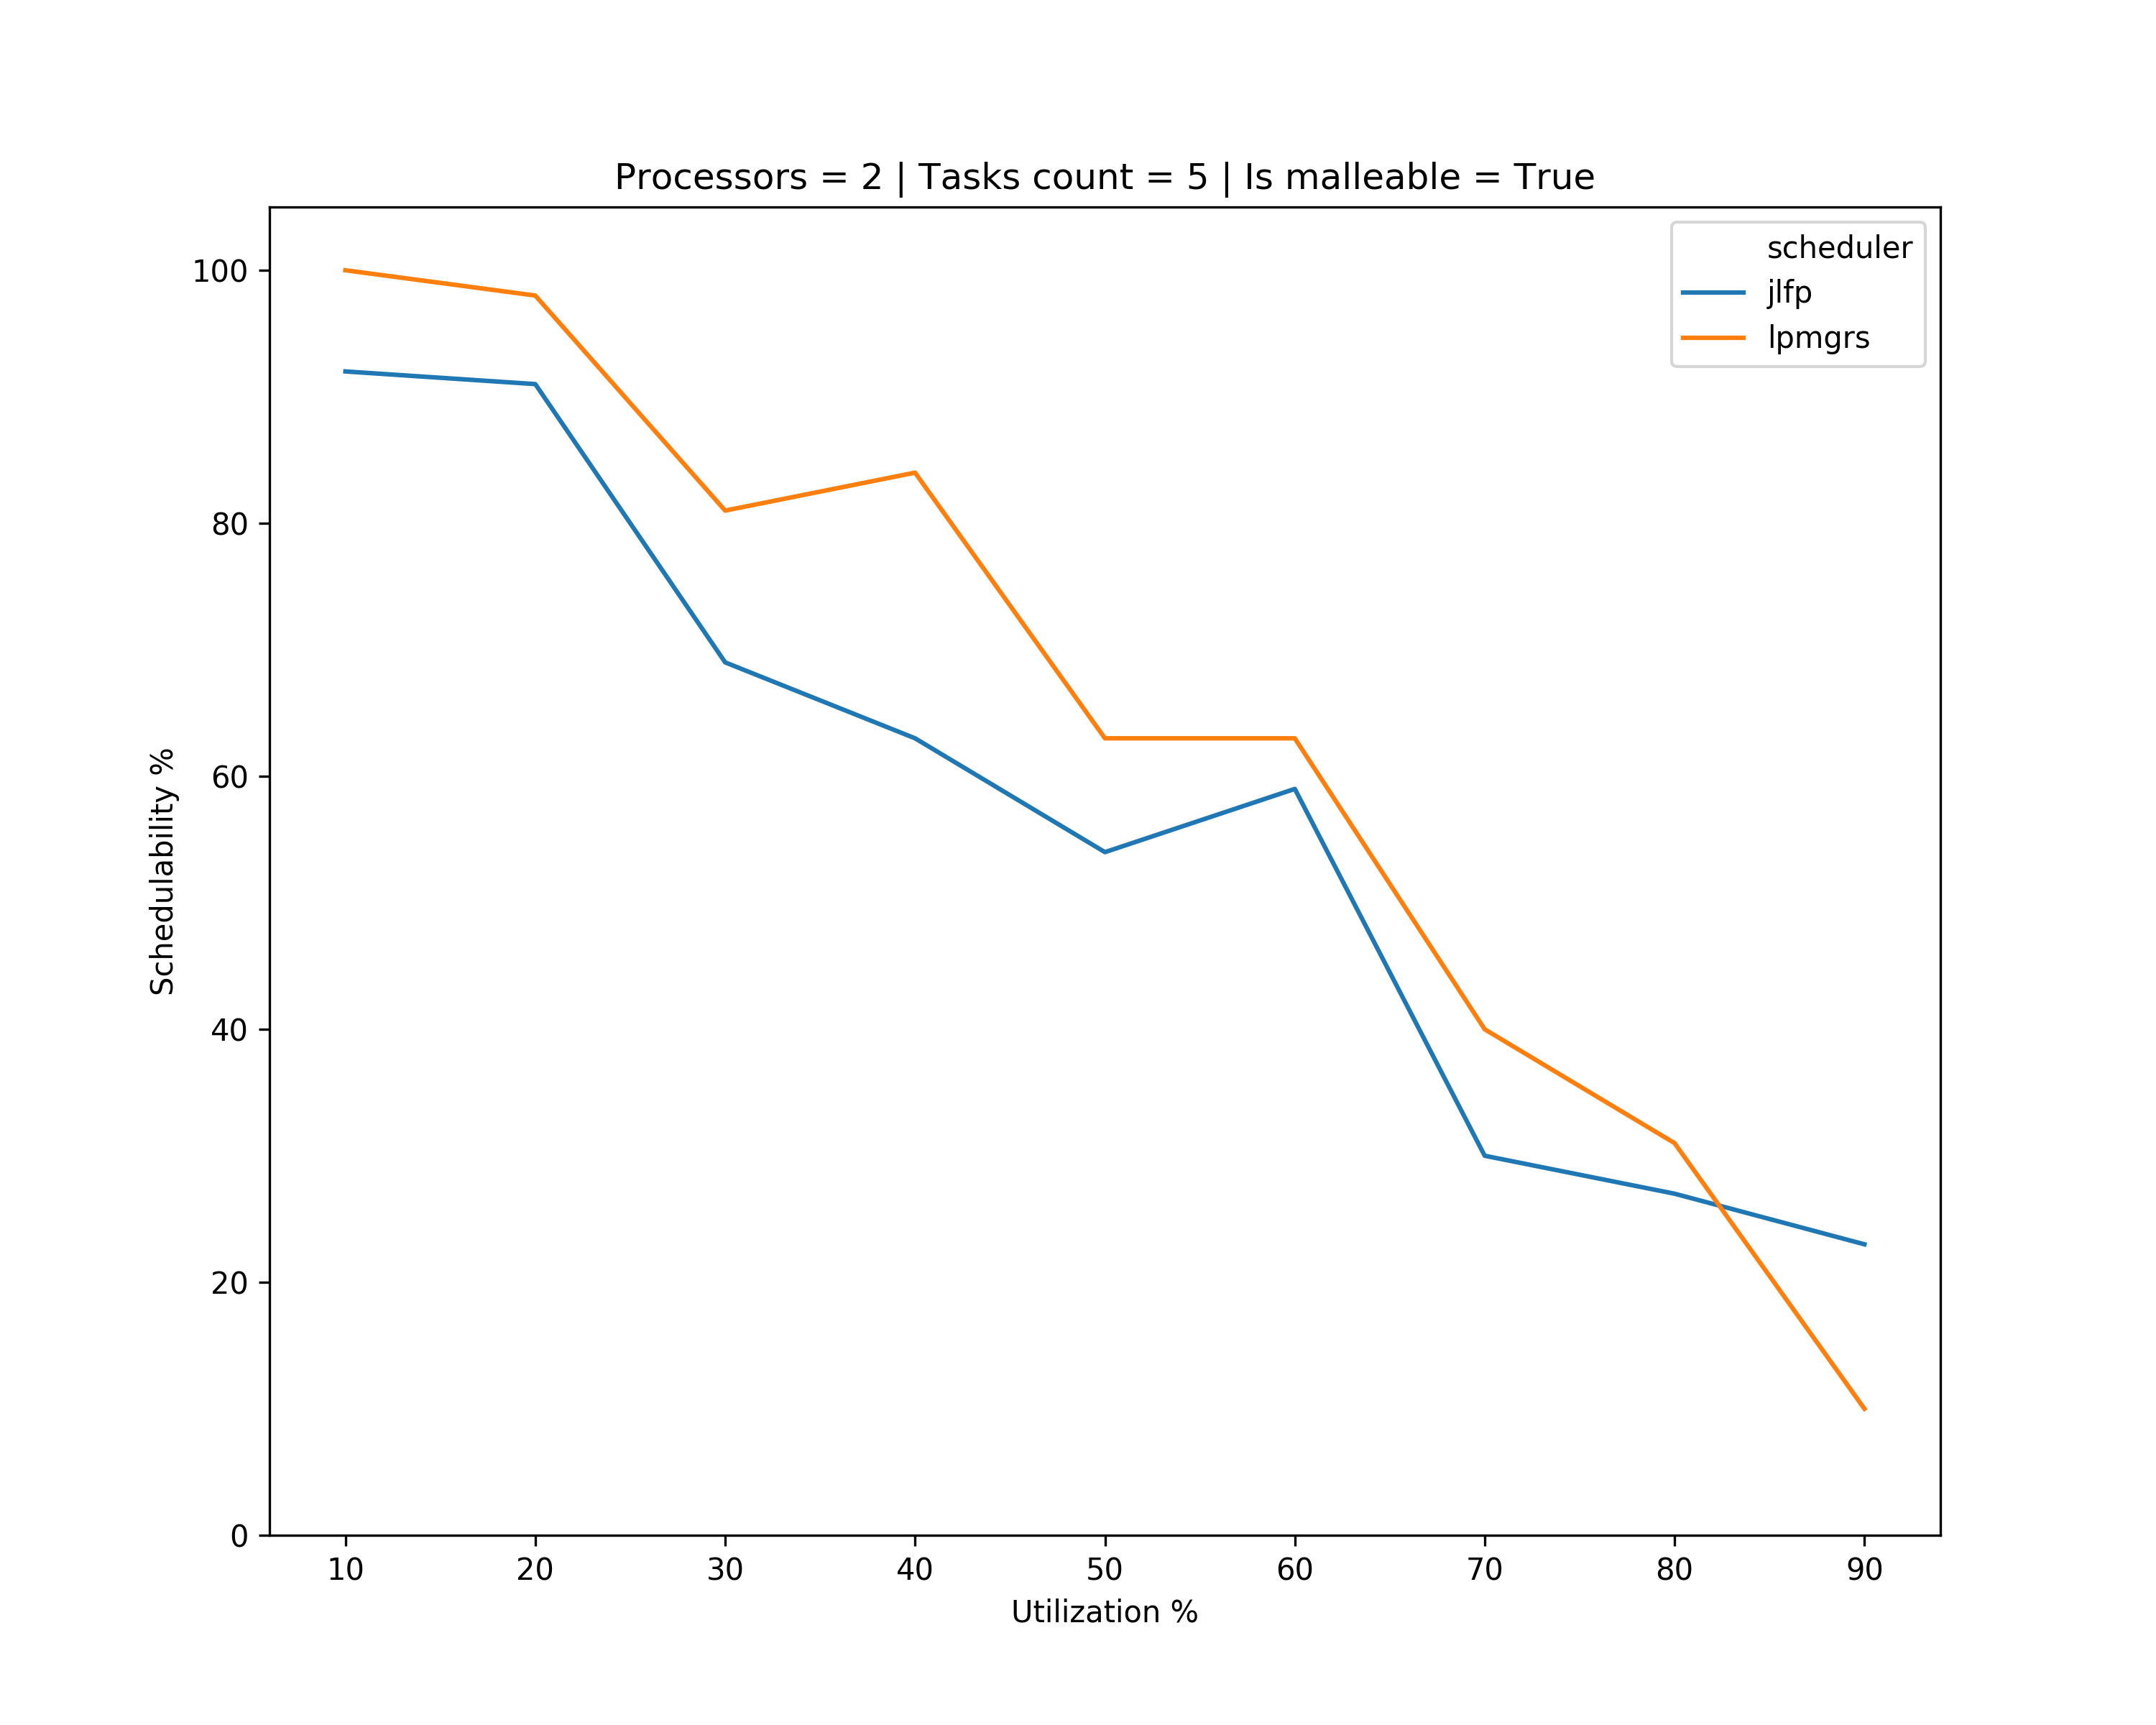 Processors = 2 | Tasks count = 5 | Is malleable = True
scheduler
jlfp
lpmgrs
Schedulability %
100
80
60
40
20
0
10 20 30 40 50 60 70 80 90
Utilization %